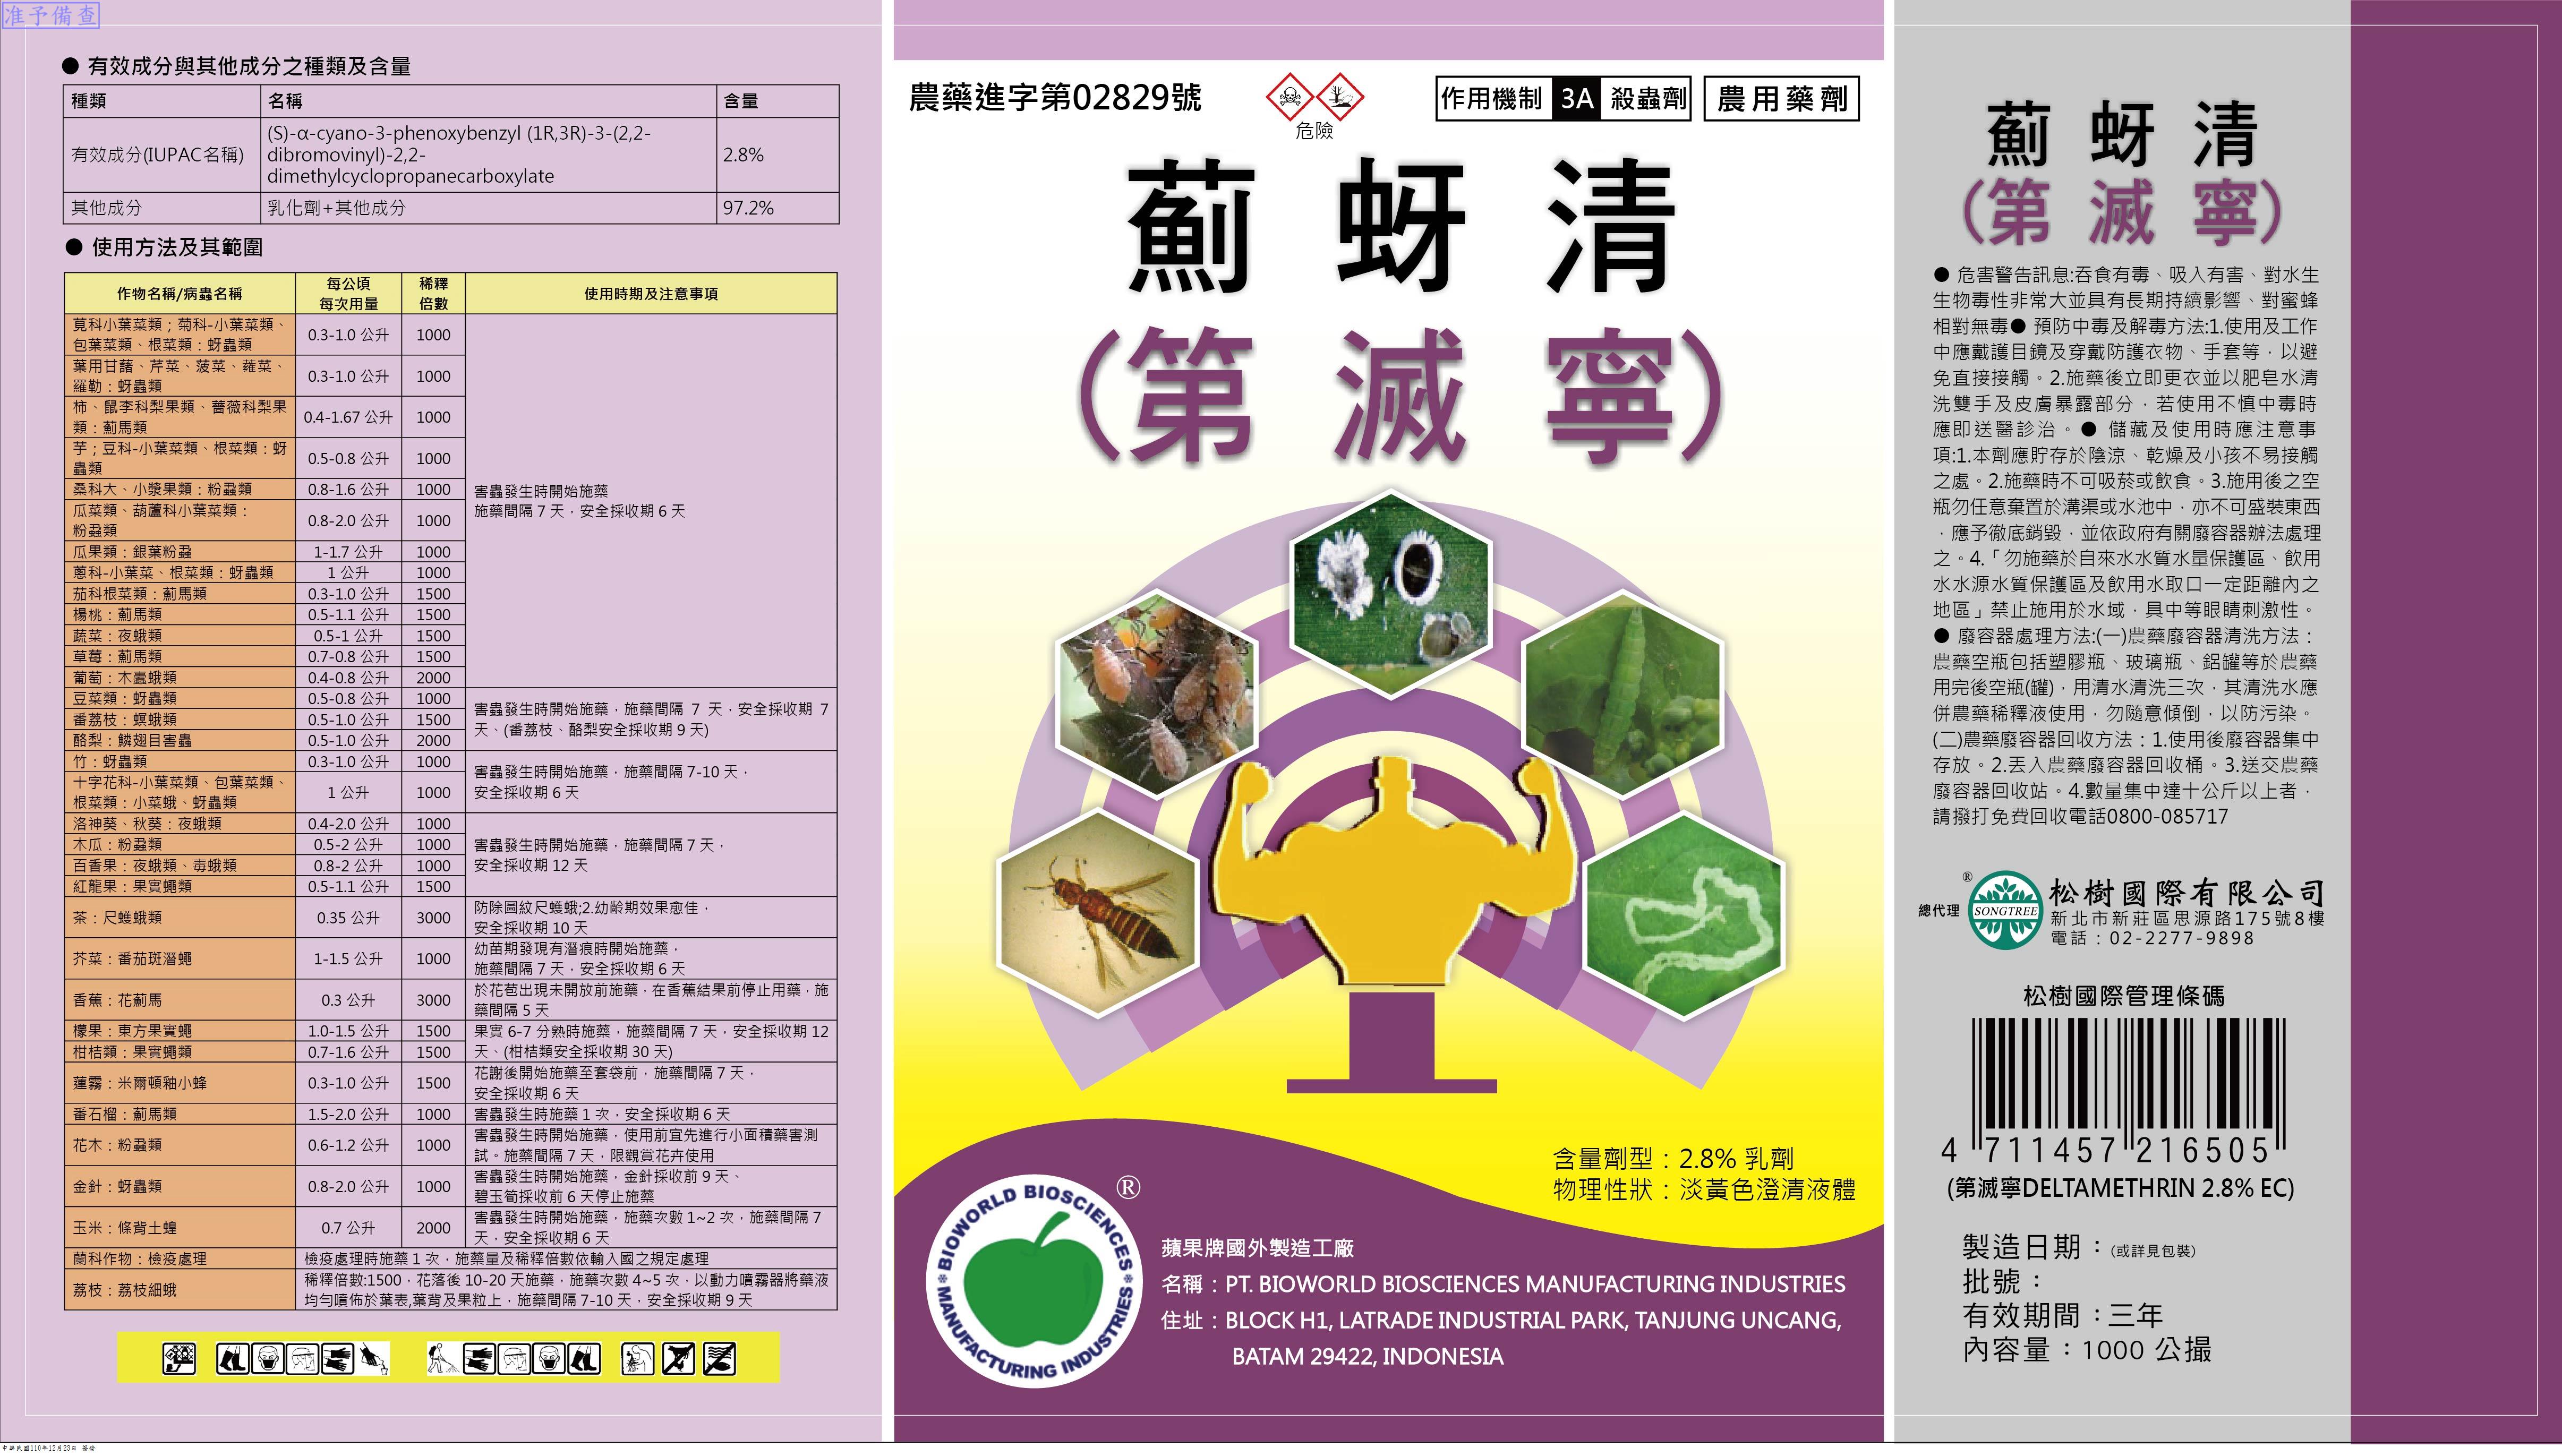 准予備查
● 有效成分與其他成分之種類及含量
種類 名稱 含量
有效成分(IUPAC名稱) (S)-α-cyano-3-phenoxybenzyl (1R,3R)-3-(2,2-
dibromovinyl)-2,2-
dimethylcyclopropanecarboxylate 2.8%
其他成分 乳化劑+其他成分 97.2%
● 使用方法及其範圍
作物名稱/病蟲名稱 每公頃
每次用量 稀釋
倍數 使用時期及注意事項
莧科小葉菜類；菊科-小葉菜類、
包葉菜類、根菜類：蚜蟲類 0.3-1.0 公升 1000
葉用甘藷、芹菜、菠菜、蕹菜、
羅勒：蚜蟲類 0.3-1.0 公升 1000
柿、鼠李科梨果類、薔薇科梨果
類：薊馬類 0.4-1.67 公升 1000
芋；豆科-小葉菜類、根菜類：蚜
蟲類 0.5-0.8 公升 1000
桑科大、小漿果類：粉蝨類 0.8-1.6 公升 1000
瓜菜類、葫蘆科小葉菜類：
粉蝨類 0.8-2.0 公升 1000
瓜果類：銀葉粉蝨 1-1.7 公升 1000
蔥科-小葉菜、根菜類：蚜蟲類 1 公升 1000
茄科根菜類：薊馬類 0.3-1.0 公升 1500
楊桃：薊馬類 0.5-1.1 公升 1500
蔬菜：夜蛾類 0.5-1 公升 1500
草莓：薊馬類 0.7-0.8 公升 1500
葡萄：木蠹蛾類 0.4-0.8 公升 2000
害蟲發生時開始施藥
施藥間隔 7 天，安全採收期 6 天
豆菜類：蚜蟲類 0.5-0.8 公升 1000
番荔枝：螟蛾類 0.5-1.0 公升 1500
酪梨：鱗翅目害蟲 0.5-1.0 公升 2000
害蟲發生時開始施藥，施藥間隔 7 天，安全採收期 7
天、(番荔枝、酪梨安全採收期 9 天)
竹：蚜蟲類 0.3-1.0 公升 1000
十字花科-小葉菜類、包葉菜類、
根菜類：小菜蛾、蚜蟲類 1 公升 1000
害蟲發生時開始施藥，施藥間隔 7-10 天，
安全採收期 6 天
洛神葵、秋葵：夜蛾類 0.4-2.0 公升 1000
木瓜：粉蝨類 0.5-2 公升 1000
百香果：夜蛾類、毒蛾類 0.8-2 公升 1000
紅龍果：果實蠅類 0.5-1.1 公升 1500
害蟲發生時開始施藥，施藥間隔 7 天，
安全採收期 12 天
茶：尺蠖蛾類 0.35 公升 3000 防除圖紋尺蠖蛾;2.幼齡期效果愈佳，
安全採收期 10 天
芥菜：番茄斑潛蠅 1-1.5 公升 1000 幼苗期發現有潛痕時開始施藥，
施藥間隔 7 天，安全採收期 6 天
香蕉：花薊馬 0.3 公升 3000 於花苞出現未開放前施藥，在香蕉結果前停止用藥，施
藥間隔 5 天
檬果：東方果實蠅 1.0-1.5 公升 1500 果實 6-7 分熟時施藥，施藥間隔 7 天，安全採收期 12
柑桔類：果實蠅類 0.7-1.6 公升 1500 天、(柑桔類安全採收期 30 天)
蓮霧：米爾頓釉小蜂 0.3-1.0 公升 1500 花謝後開始施藥至套袋前，施藥間隔 7 天，
安全採收期 6 天
番石榴：薊馬類 1.5-2.0 公升 1000 害蟲發生時施藥 1 次，安全採收期 6 天
花木：粉蝨類 0.6-1.2 公升 1000 害蟲發生時開始施藥，使用前宜先進行小面積藥害測
試。施藥間隔 7 天，限觀賞花卉使用
金針：蚜蟲類 0.8-2.0 公升 1000 害蟲發生時開始施藥，金針採收前 9 天、
碧玉筍採收前 6 天停止施藥
玉米：條背土蝗 0.7 公升 2000 害蟲發生時開始施藥，施藥次數 1~2 次，施藥間隔 7
天，安全採收期 6 天
蘭科作物：檢疫處理 檢疫處理時施藥 1 次，施藥量及稀釋倍數依輸入國之規定處理
荔枝：荔枝細蛾 稀釋倍數:1500，花落後 10-20 天施藥，施藥次數 4~5 次，以動力噴霧器將藥液
均勻噴佈於葉表,葉背及果粒上，施藥間隔 7-10 天，安全採收期 9 天
中華民國110年12月23日 簽發
農藥進字第02829號
危險
作用機制 3A 殺蟲劑 農用藥劑
薊蚜清
(第滅寧)
含量劑型：2.8% 乳劑
物理性狀：淡黃色澄清液體
®
BIOWORLD BIOSCIENCES * MANUFACTURING INDUSTRIES *
蘋果牌國外製造工廠
名稱：PT. BIOWORLD BIOSCIENCES MANUFACTURING INDUSTRIES
住址：BLOCK H1, LATRADE INDUSTRIAL PARK, TANJUNG UNCANG,
BATAM 29422, INDONESIA
薊蚜清
(第滅寧)
● 危害警告訊息:吞食有毒、吸入有害、對水生
生物毒性非常大並具有長期持續影響、對蜜蜂
相對無毒● 預防中毒及解毒方法:1.使用及工作
中應戴護目鏡及穿戴防護衣物、手套等，以避
免直接接觸。2.施藥後立即更衣並以肥皂水清
洗雙手及皮膚暴露部分，若使用不慎中毒時
應即送醫診治。● 儲藏及使用時應注意事
項:1.本劑應貯存於陰涼、乾燥及小孩不易接觸
之處。2.施藥時不可吸菸或飲食。3.施用後之空
瓶勿任意棄置於溝渠或水池中，亦不可盛裝東西
，應予徹底銷毀，並依政府有關廢容器辦法處理
之。4.「勿施藥於自來水水質水量保護區、飲用
水水源水質保護區及飲用水取口一定距離內之
地區」禁止施用於水域，具中等眼睛刺激性。
● 廢容器處理方法:(一)農藥廢容器清洗方法：
農藥空瓶包括塑膠瓶、玻璃瓶、鋁罐等於農藥
用完後空瓶(罐)，用清水清洗三次，其清洗水應
併農藥稀釋液使用，勿隨意傾倒，以防污染。
(二)農藥廢容器回收方法：1.使用後廢容器集中
存放。2.丟入農藥廢容器回收桶。3.送交農藥
廢容器回收站。4.數量集中達十公斤以上者，
請撥打免費回收電話0800-085717
總代理 ® SONGTREE 松樹國際有限公司
新北市新莊區思源路175號8樓
電話：02-2277-9898
松樹國際管理條碼
4 711457 216505
(第滅寧DELTAMETHRIN 2.8% EC)
製造日期：(或詳見包裝)
批號：
有效期間：三年
內容量：1000 公撮